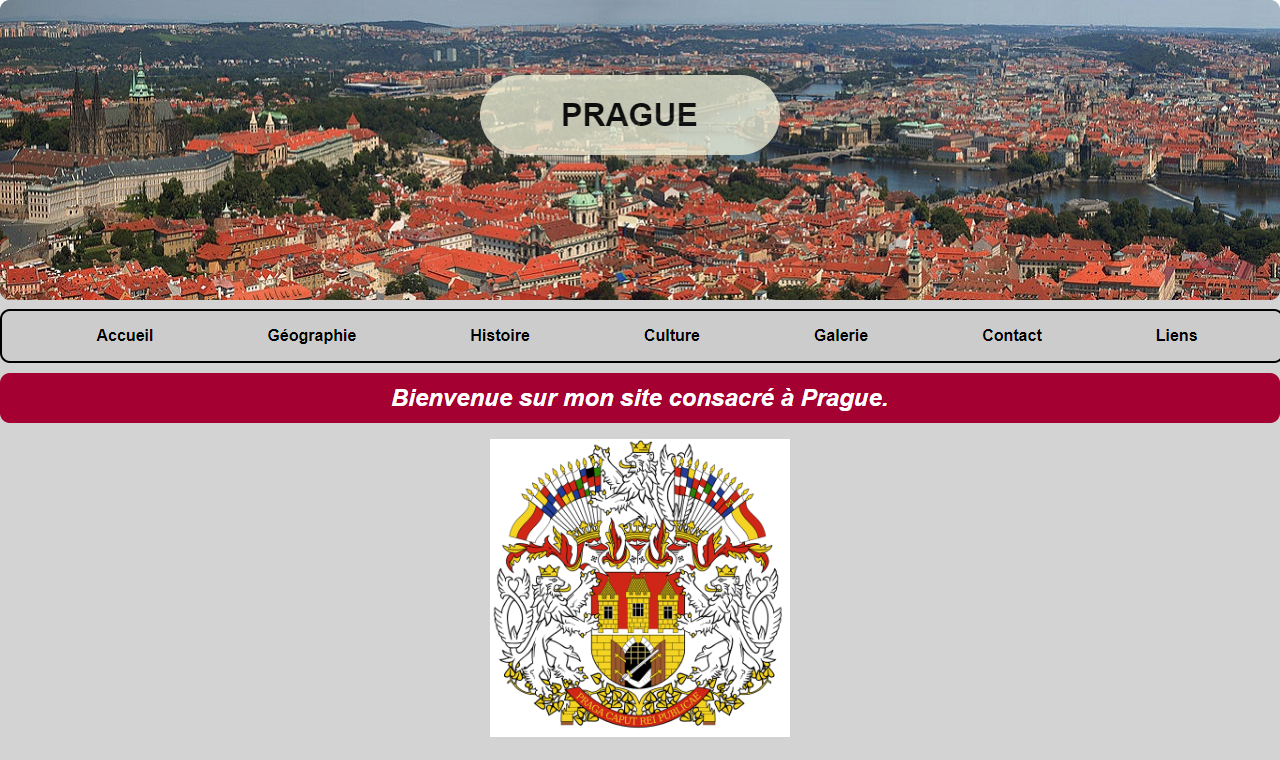 PRAGUE
Accueil Géographie Histoire Culture Galerie Contact Liens
Bienvenue sur mon site consacré à Prague.
PRAGA CAPUT REI PUBLICAE